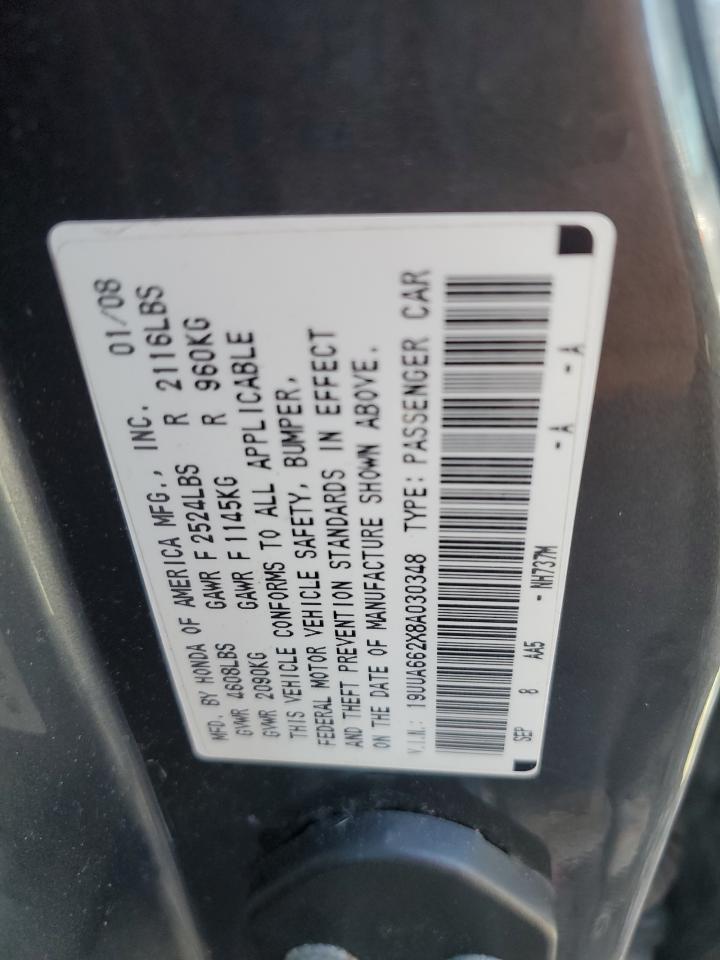 MFD. BY HONDA OF AMERICA MFG., INC. 01/08
GVWR 4608LBS GAWR F 2524LBS R 2116LBS
GVWR 2090KG GAWR F 1145KG R 960KG
THIS VEHICLE CONFORMS TO ALL APPLICABLE
FEDERAL MOTOR VEHICLE SAFETY, BUMPER,
AND THEFT PREVENTION STANDARDS IN EFFECT
ON THE DATE OF MANUFACTURE SHOWN ABOVE.
V.I.N.: 19UUA662X8A030348 TYPE: PASSENGER CAR
SEP 8 AA5 - NH737M - A - A